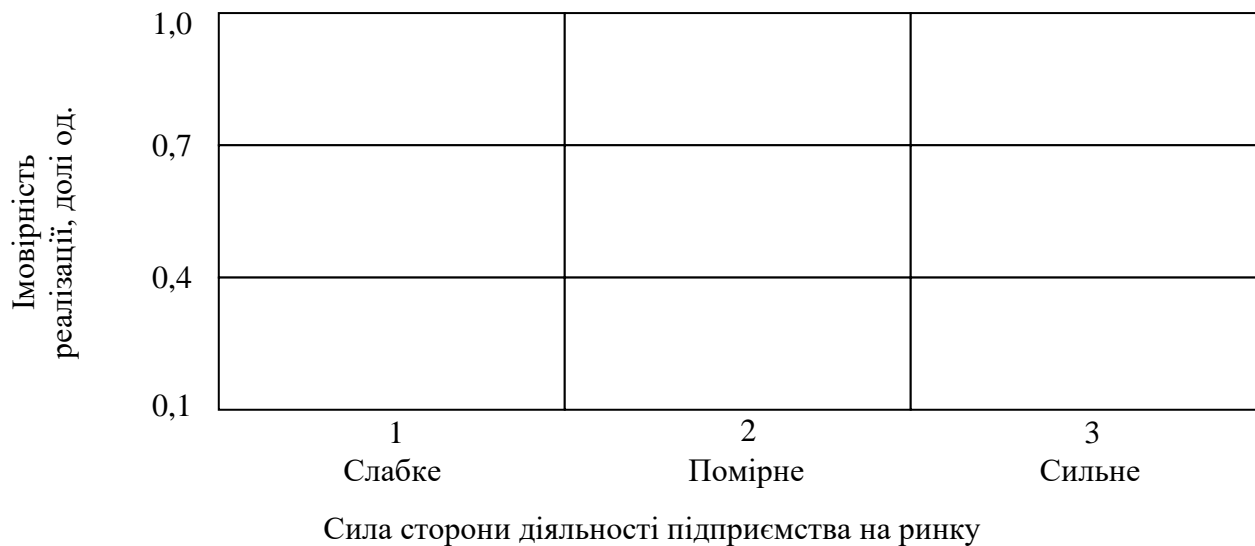 Імовірність
реалізації, долі од.
1,0
0,7
0,4
0,1
1 2 3
Слабке Помірне Сильне
Сила сторони діяльності підприємства на ринку